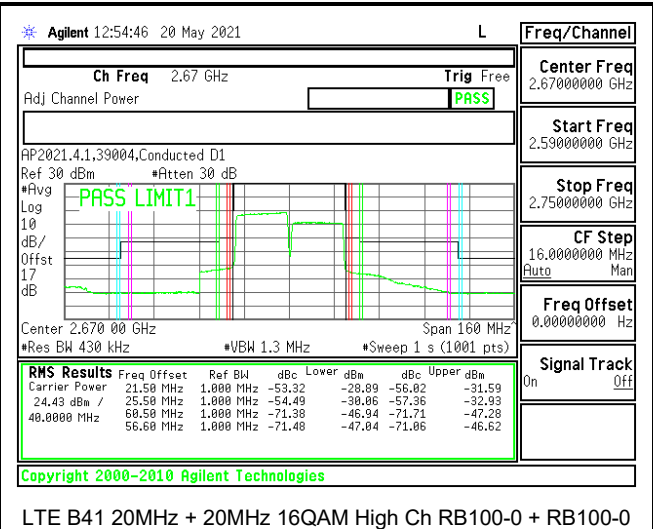 Agilent 12:54:46 20 May 2021 L
Ch Freq 2.67 GHz Trig Free
Adj Channel Power PASS
AP2021.4.1,39004,Conducted D1
Ref 30 dBm #Atten 30 dB
#Avg
Log
10
dB/
Offst
17
dB
PASS LIMIT1
Center 2.670 00 GHz Span 160 MHz^
#Res BW 430 kHz #VBW 1.3 MHz #Sweep 1 s (1001 pts)
RMS Results Freq Offset Ref BW dBc Lower dBm dBc Upper dBm
Carrier Power 21.50 MHz 1.000 MHz -53.32 -28.89 -56.02 -31.59
24.43 dBm / 25.50 MHz 1.000 MHz -54.49 -30.06 -57.36 -32.93
40.0000 MHz 60.50 MHz 1.000 MHz -71.38 -46.94 -71.71 -47.28
56.60 MHz 1.000 MHz -71.48 -47.04 -71.06 -46.62
Copyright 2000-2010 Agilent Technologies
Freq/Channel
Center Freq
2.67000000 GHz
Start Freq
2.59000000 GHz
Stop Freq
2.75000000 GHz
CF Step
16.0000000 MHz
Auto Man
Freq Offset
0.00000000 Hz
Signal Track
On Off
LTE B41 20MHz + 20MHz 16QAM High Ch RB100-0 + RB100-0